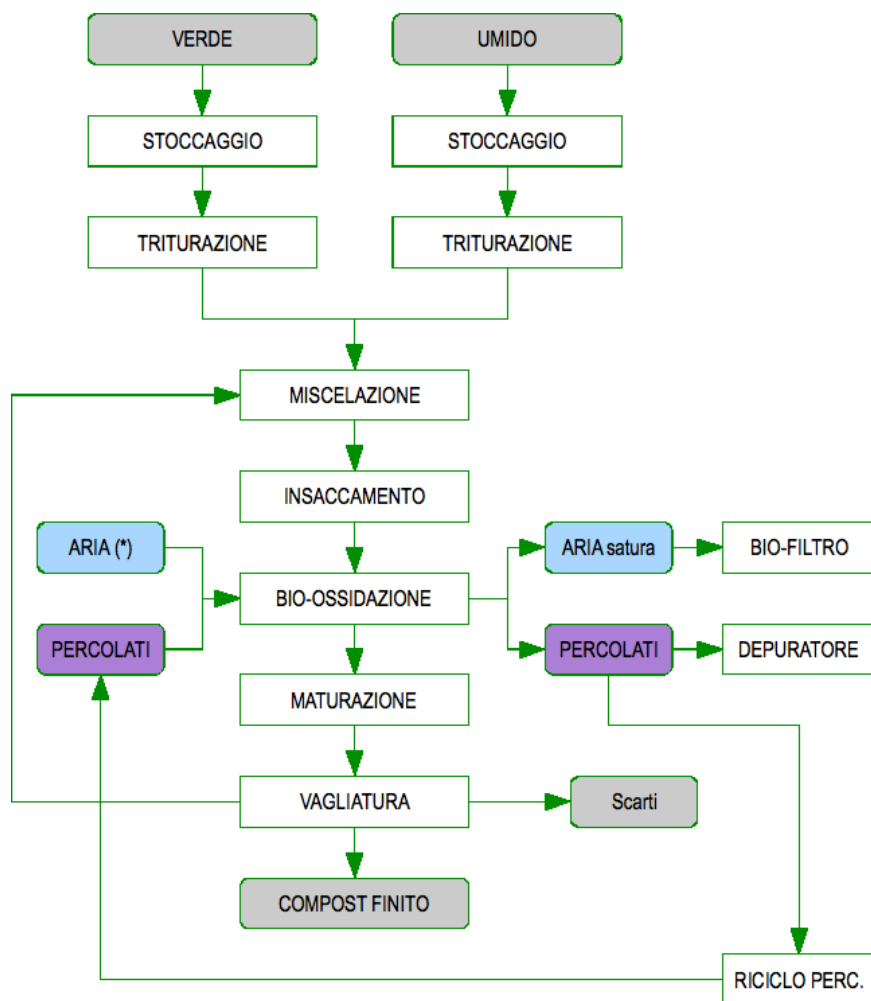 VERDE
UMIDO
STOCCAGGIO
STOCCAGGIO
TRITURAZIONE
TRITURAZIONE
MISCELAZIONE
INSACCAMENTO
ARIA (*)
ARIA satura
BIO-FILTRO
BIO-OSSIDAZIONE
PERCOLATI
PERCOLATI
DEPURATORE
MATURAZIONE
VAGLIATURA
Scarti
COMPOST FINITO
RICICLO PERC.